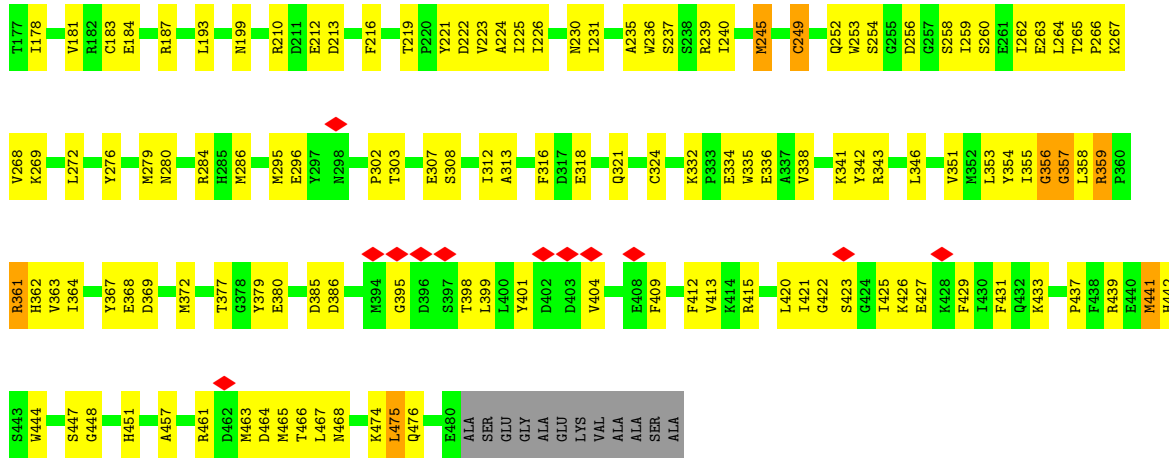 T177 I178 V181 R182 C183 E184 R187 L193 N199 R210 D211 E212 D213 F216 T219 P220 Y221 D222 V223 A224 I225 I226 N230 I231 A235 W236 S237 S238 R239 I240 M245 C249 Q252 W253 S254 G255 D256 G257 S258 I259 S260 E261 I262 E263 L264 T265 P266 K267
V268 K269 L272 Y276 M279 N280 R284 H285 M286 M295 E296 Y297 N298 P302 T303 E307 S308 I312 A313 F316 D317 E318 Q321 C324 K332 P333 E334 W335 E336 A337 V338 K341 Y342 R343 L346 V351 M352 L353 Y354 I355 G356 G357 L358 R359 P360
R361 H362 V363 I364 Y367 E368 D369 M372 T377 G378 Y379 E380 D385 D386 M394 G395 D396 S397 T398 L399 L400 Y401 D402 D403 V404 E408 F409 F412 V413 K414 R415 L420 I421 G422 S423 G424 I425 K426 E427 K428 F429 I430 F431 Q432 K433 P437 F438 R439 E440 M441 H442
S443 W444 S447 G448 H451 A457 R461 D462 M463 D464 M465 T466 L467 N468 K474 L475 Q476 E480 ALA SER GLU GLY ALA GLU LYS VAL ALA ALA SER ALA